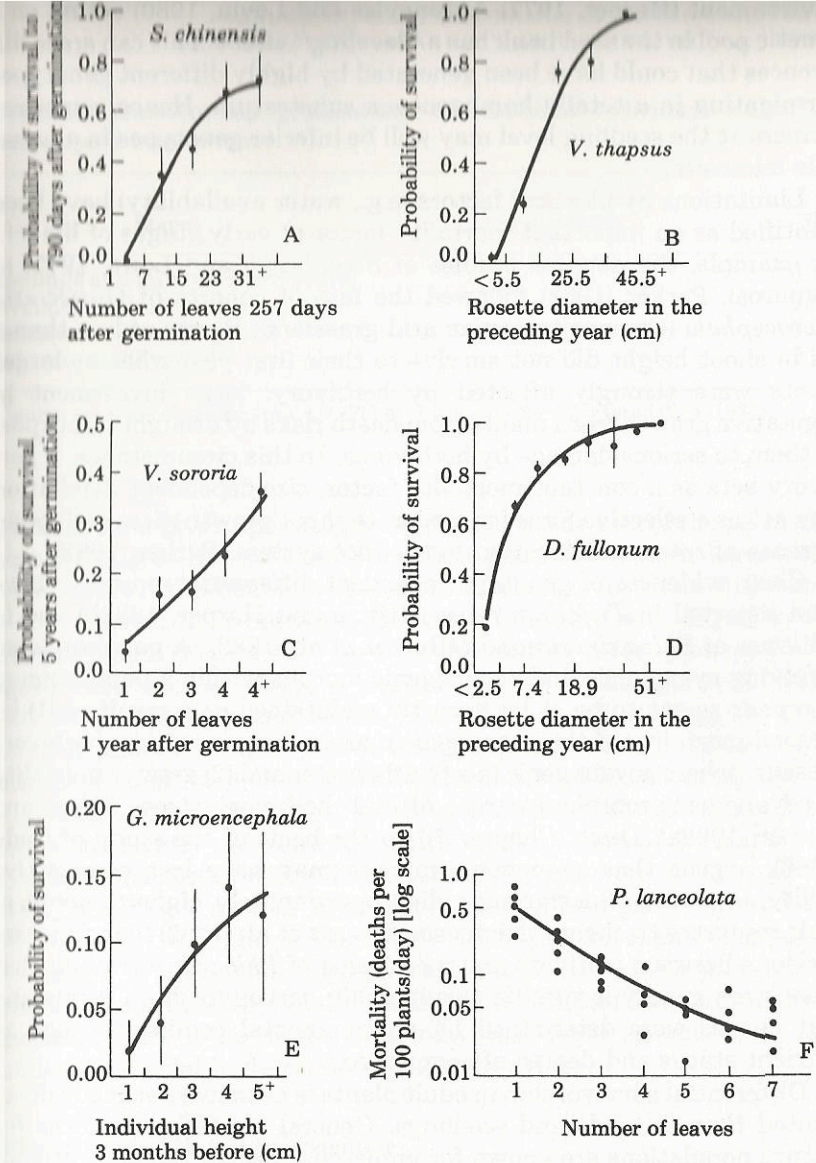 Probability of survival to
790 days after germination
1.0
0.8
0.6
0.4
0.2
0.0
S. chinensis
A
1 7 15 23 31+
Number of leaves 257 days
after germination
Probability of survival
1.0
0.8
0.6
0.4
0.2
0.0
V. thapsus
B
<5.5 25.5 45.5+
Rosette diameter in the
preceding year (cm)
Probability of survival
5 years after germination
0.5
0.4
0.3
0.2
0.1
0.0
V. sororia
C
1 2 3 4 4+
Number of leaves
1 year after germination
Probability of survival
1.0
0.8
0.6
0.4
0.2
0.0
D. fullonum
D
<2.5 7.4 18.9 51+
Rosette diameter in the
preceding year (cm)
Probability of survival
0.20
0.15
0.10
0.05
0.00
G. microencephala
E
1 2 3 4 5+
Individual height
3 months before (cm)
Mortality (deaths per
100 plants/day) [log scale]
1.0
0.5
0.1
0.05
0.01
P. lanceolata
F
1 2 3 4 5 6 7
Number of leaves